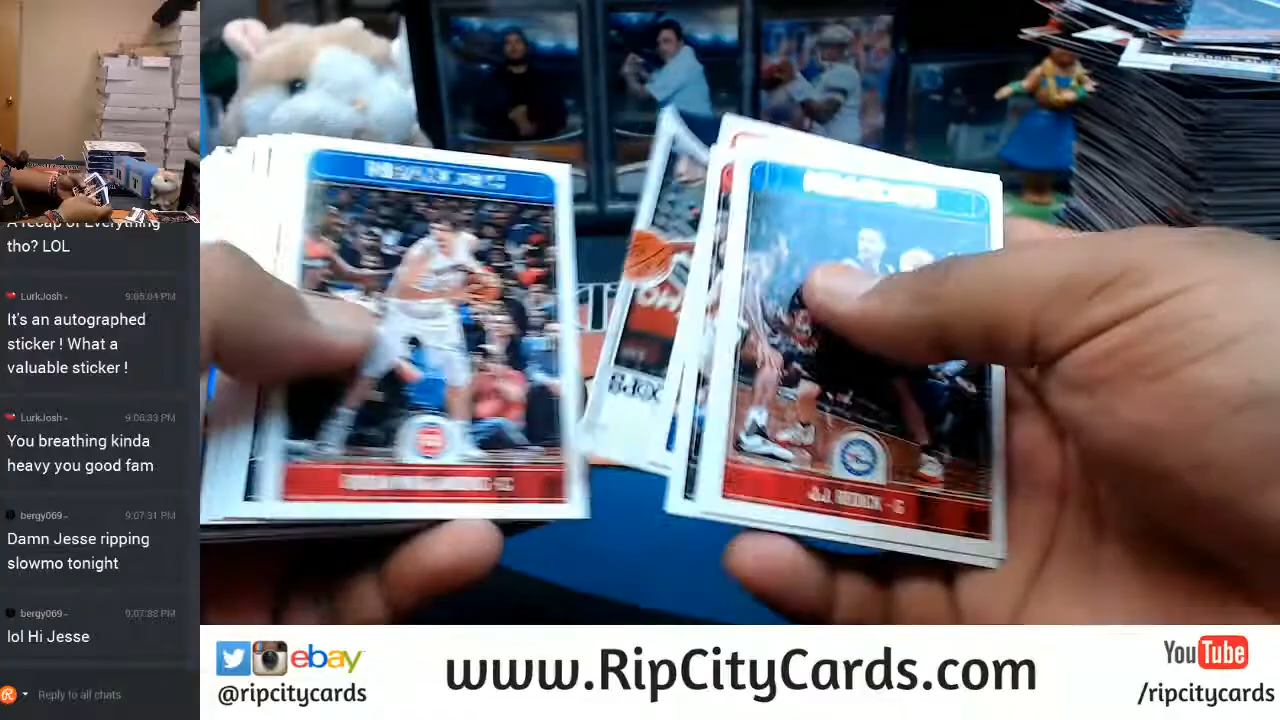 A recap of Everything
tho? LOL
LurkJosh
9:05:04 PM
It's an autographed
sticker ! What a
valuable sticker !
LurkJosh
9:06:33 PM
You breathing kinda
heavy you good fam
bergy069
9:07:31 PM
Damn Jesse ripping
slowmo tonight
bergy069
9:07:38 PM
lol Hi Jesse
Reply to all chats
J.J. REDICK - G
ebay
@ripcitycards
www.RipCityCards.com
YouTube
/ripcitycards